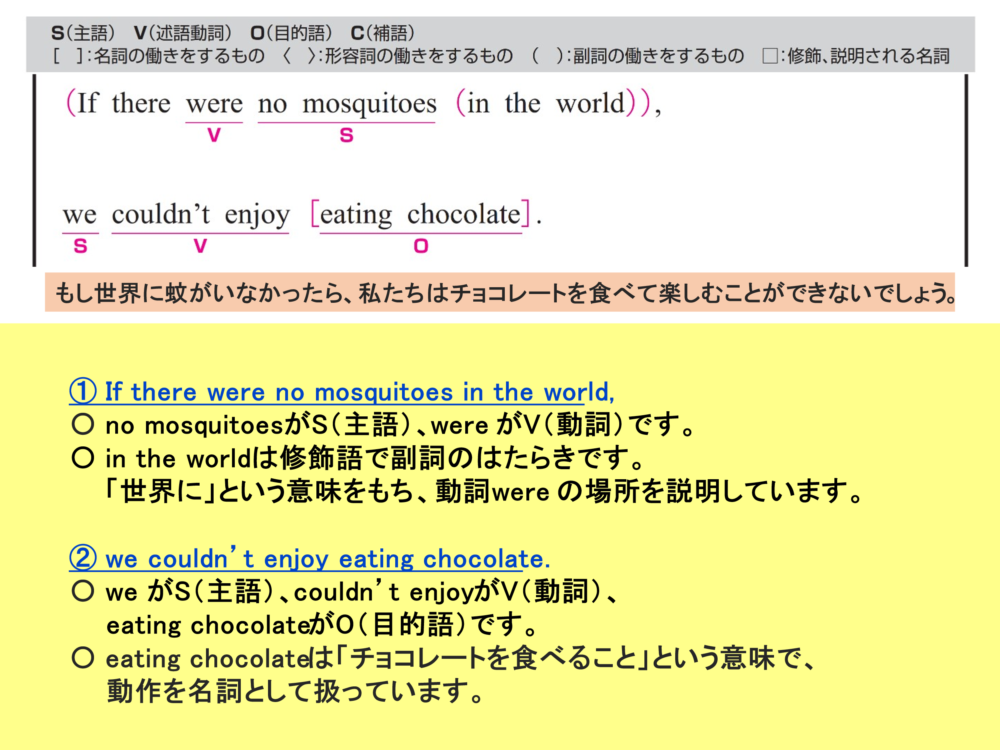 S（主語）　V（述語動詞）　O（目的語）　C（補語）
[　]：名詞の働きをするもの　〈　〉：形容詞の働きをするもの　(　)：副詞の働きをするもの　□：修飾、説明される名詞
(If there were no mosquitoes (in the world)),
V S
we couldn’t enjoy [eating chocolate].
S V O
もし世界に蚊がいなかったら、私たちはチョコレートを食べて楽しむことができないでしょう。
① If there were no mosquitoes in the world,
○ no mosquitoesがS（主語）、were がV（動詞）です。
○ in the worldは修飾語で副詞のはたらきです。
「世界に」という意味をもち、動詞were の場所を説明しています。
② we couldn’t enjoy eating chocolate.
○ we がS（主語）、couldn’t enjoyがV（動詞）、
eating chocolateがO（目的語）です。
○ eating chocolateは「チョコレートを食べること」という意味で、
動作を名詞として扱っています。